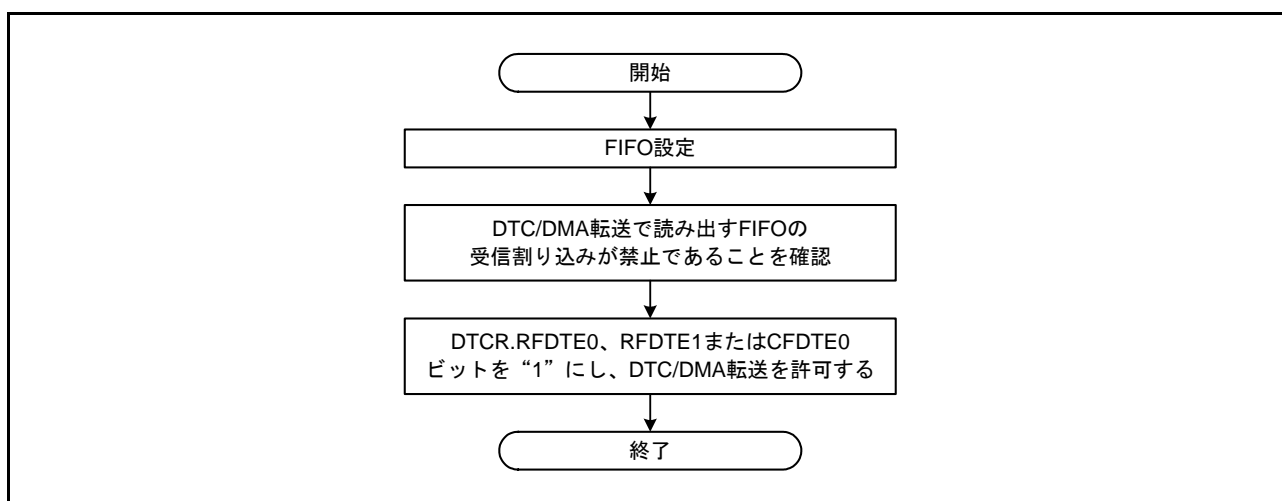 開始
FIFO設定
DTC/DMA転送で読み出すFIFOの
受信割り込みが禁止であることを確認
DTCR.RFDTE0、RFDTE1またはCFDTE0
ビットを“1”にし、DTC/DMA転送を許可する
終了